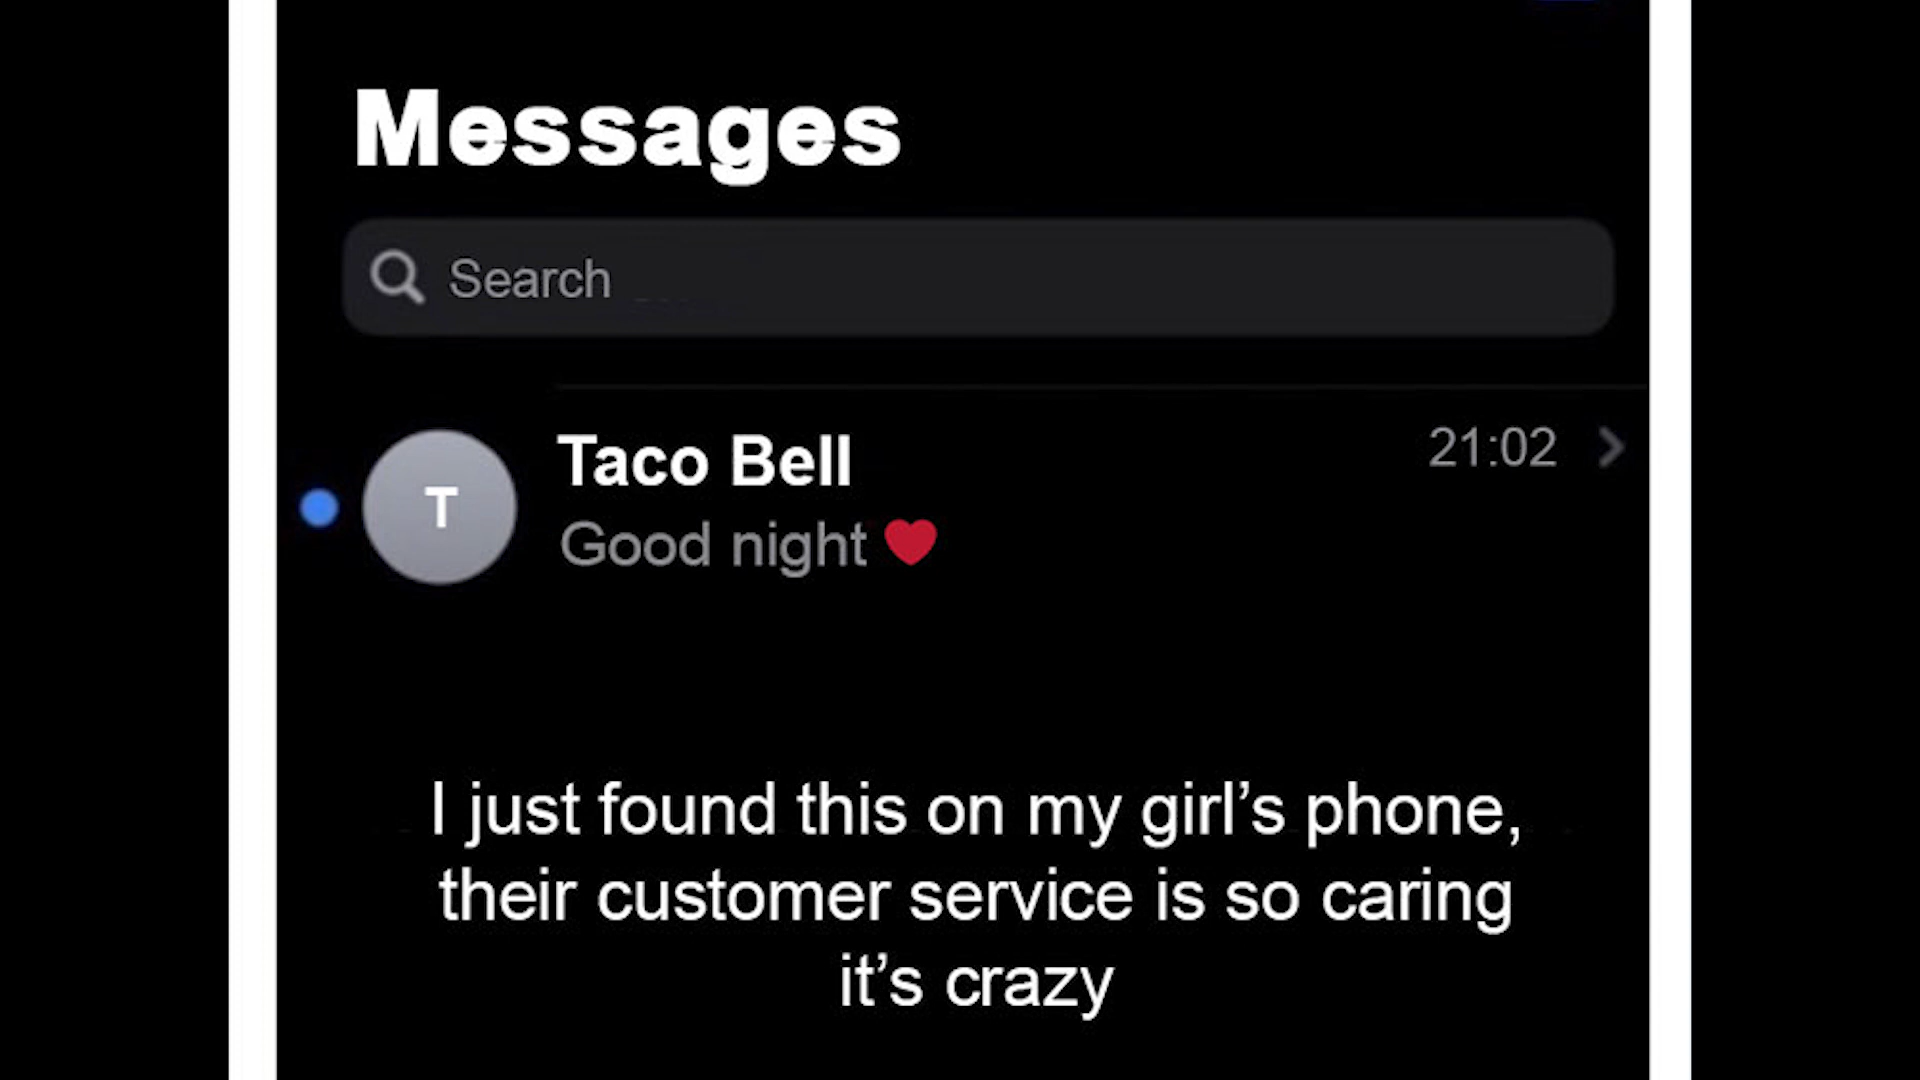 Messages
Search
Taco Bell
21:02
Good night ❤️
T
I just found this on my girl’s phone,
their customer service is so caring
it’s crazy